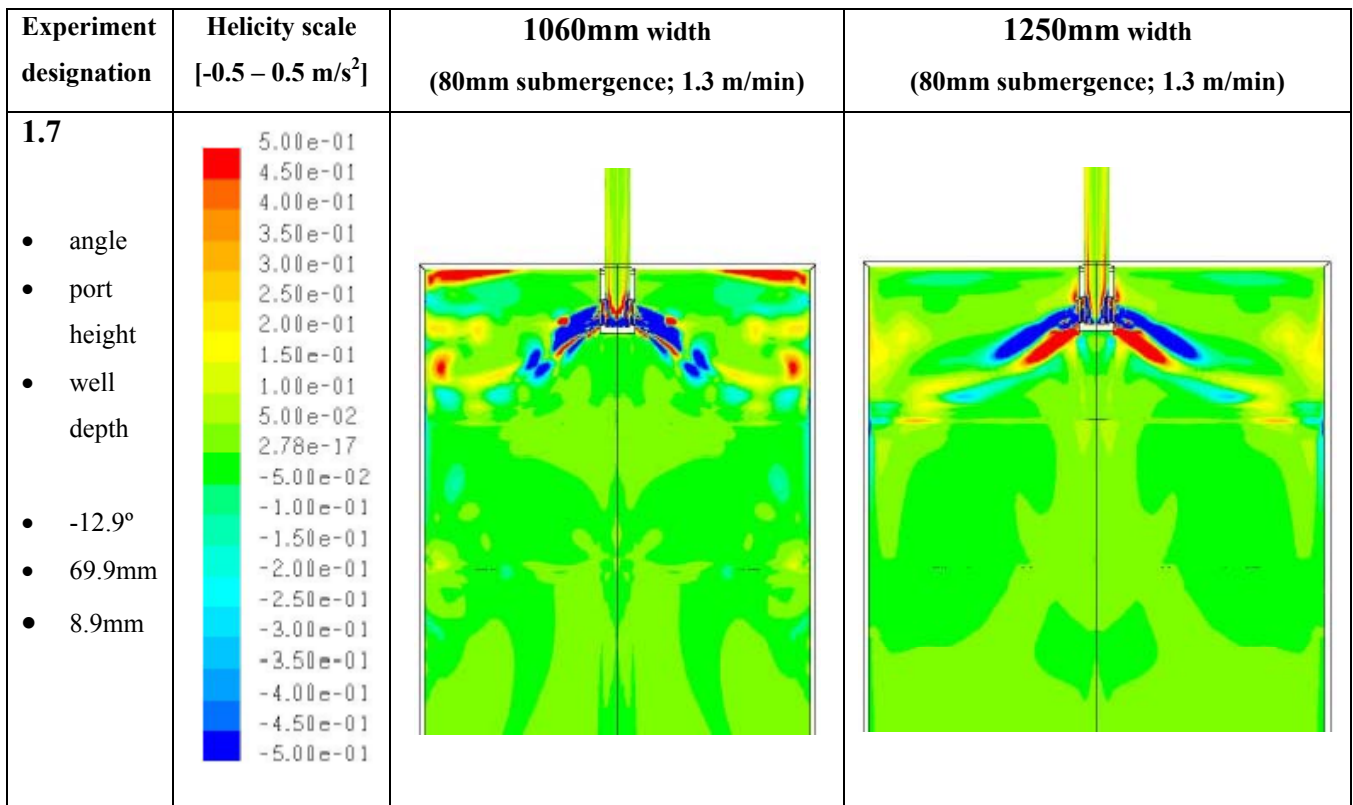 Experiment
designation
Helicity scale
[-0.5 – 0.5 m/s²]
1060mm width
(80mm submergence; 1.3 m/min)
1250mm width
(80mm submergence; 1.3 m/min)
1.7
• angle
• port
height
• well
depth
• -12.9º
• 69.9mm
• 8.9mm
5.00e-01
4.50e-01
4.00e-01
3.50e-01
3.00e-01
2.50e-01
2.00e-01
1.50e-01
1.00e-01
5.00e-02
2.78e-17
-5.00e-02
-1.00e-01
-1.50e-01
-2.00e-01
-2.50e-01
-3.00e-01
-3.50e-01
-4.00e-01
-4.50e-01
-5.00e-01